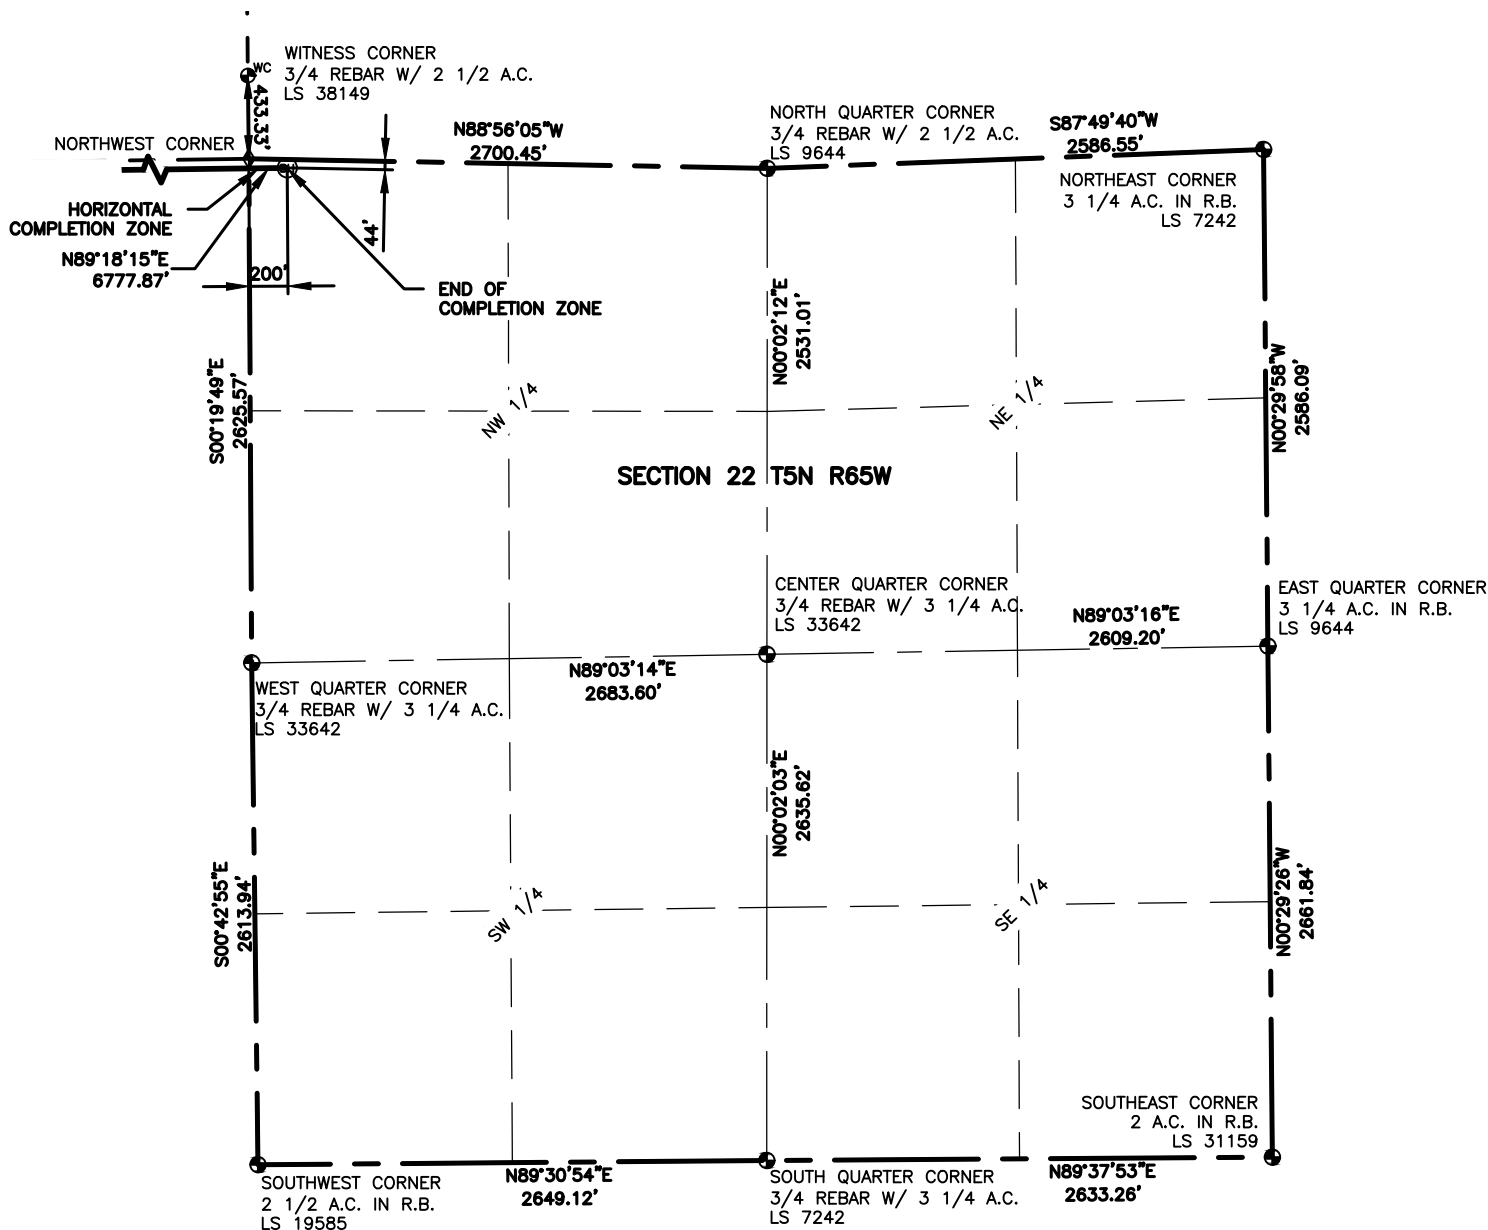 WITNESS CORNER
WC
3/4 REBAR W/ 2 1/2 A.C.
LS 38149
433.33'
NORTHWEST CORNER
N88°56'05"W
2700.45'
NORTH QUARTER CORNER
3/4 REBAR W/ 2 1/2 A.C.
LS 9644
S87°49'40"W
2586.55'
NORTHEAST CORNER
3 1/4 A.C. IN R.B.
LS 7242
HORIZONTAL
COMPLETION ZONE
N89°18'15"E
6777.87'
200'
44'
END OF
COMPLETION ZONE
N00°02'12"E
2531.01'
S00°19'49"E
2625.57'
NW 1/4
NE 1/4
N00°29'58"W
2586.09'
SECTION 22 T5N R65W
CENTER QUARTER CORNER
3/4 REBAR W/ 3 1/4 A.C.
LS 33642
N89°03'16"E
2609.20'
EAST QUARTER CORNER
3 1/4 A.C. IN R.B.
LS 9644
N89°03'14"E
2683.60'
WEST QUARTER CORNER
3/4 REBAR W/ 3 1/4 A.C.
LS 33642
N00°02'03"E
2635.62'
S00°42'55"E
2613.94'
SW 1/4
SE 1/4
N00°29'26"W
2661.84'
SOUTHEAST CORNER
2 A.C. IN R.B.
LS 31159
SOUTHWEST CORNER
2 1/2 A.C. IN R.B.
LS 19585
N89°30'54"E
2649.12'
SOUTH QUARTER CORNER
3/4 REBAR W/ 3 1/4 A.C.
LS 7242
N89°37'53"E
2633.26'